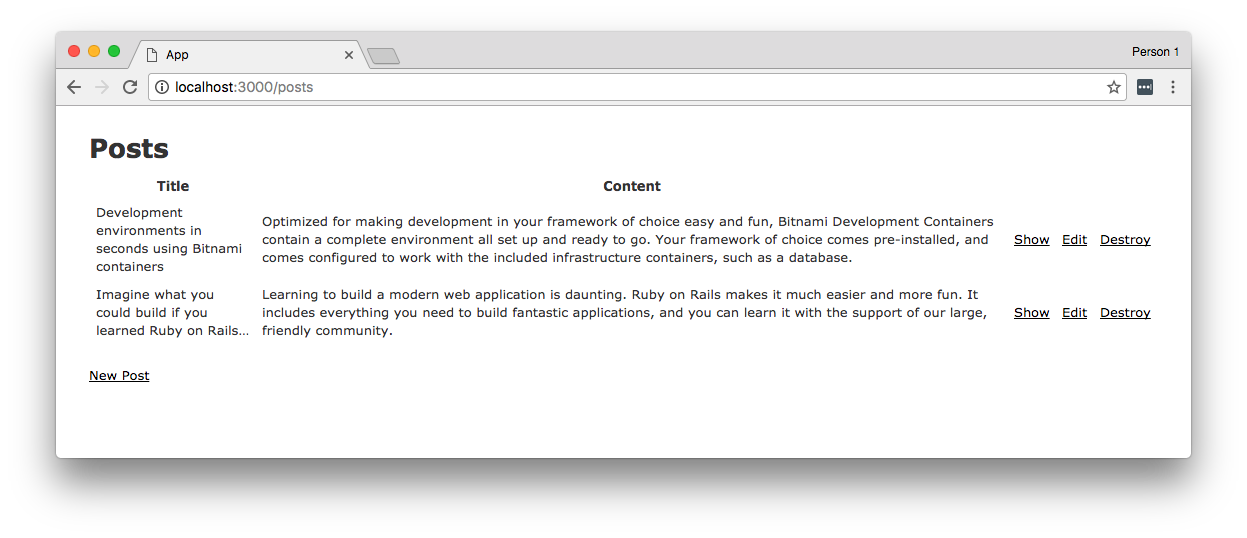 App
Person 1
localhost:3000/posts
Posts
Title Content
Development
environments in
seconds using Bitnami
containers
Optimized for making development in your framework of choice easy and fun, Bitnami Development Containers
contain a complete environment all set up and ready to go. Your framework of choice comes pre-installed, and
comes configured to work with the included infrastructure containers, such as a database.
Show Edit Destroy
Imagine what you
could build if you
learned Ruby on Rails...
Learning to build a modern web application is daunting. Ruby on Rails makes it much easier and more fun. It
includes everything you need to build fantastic applications, and you can learn it with the support of our large,
friendly community.
Show Edit Destroy
New Post